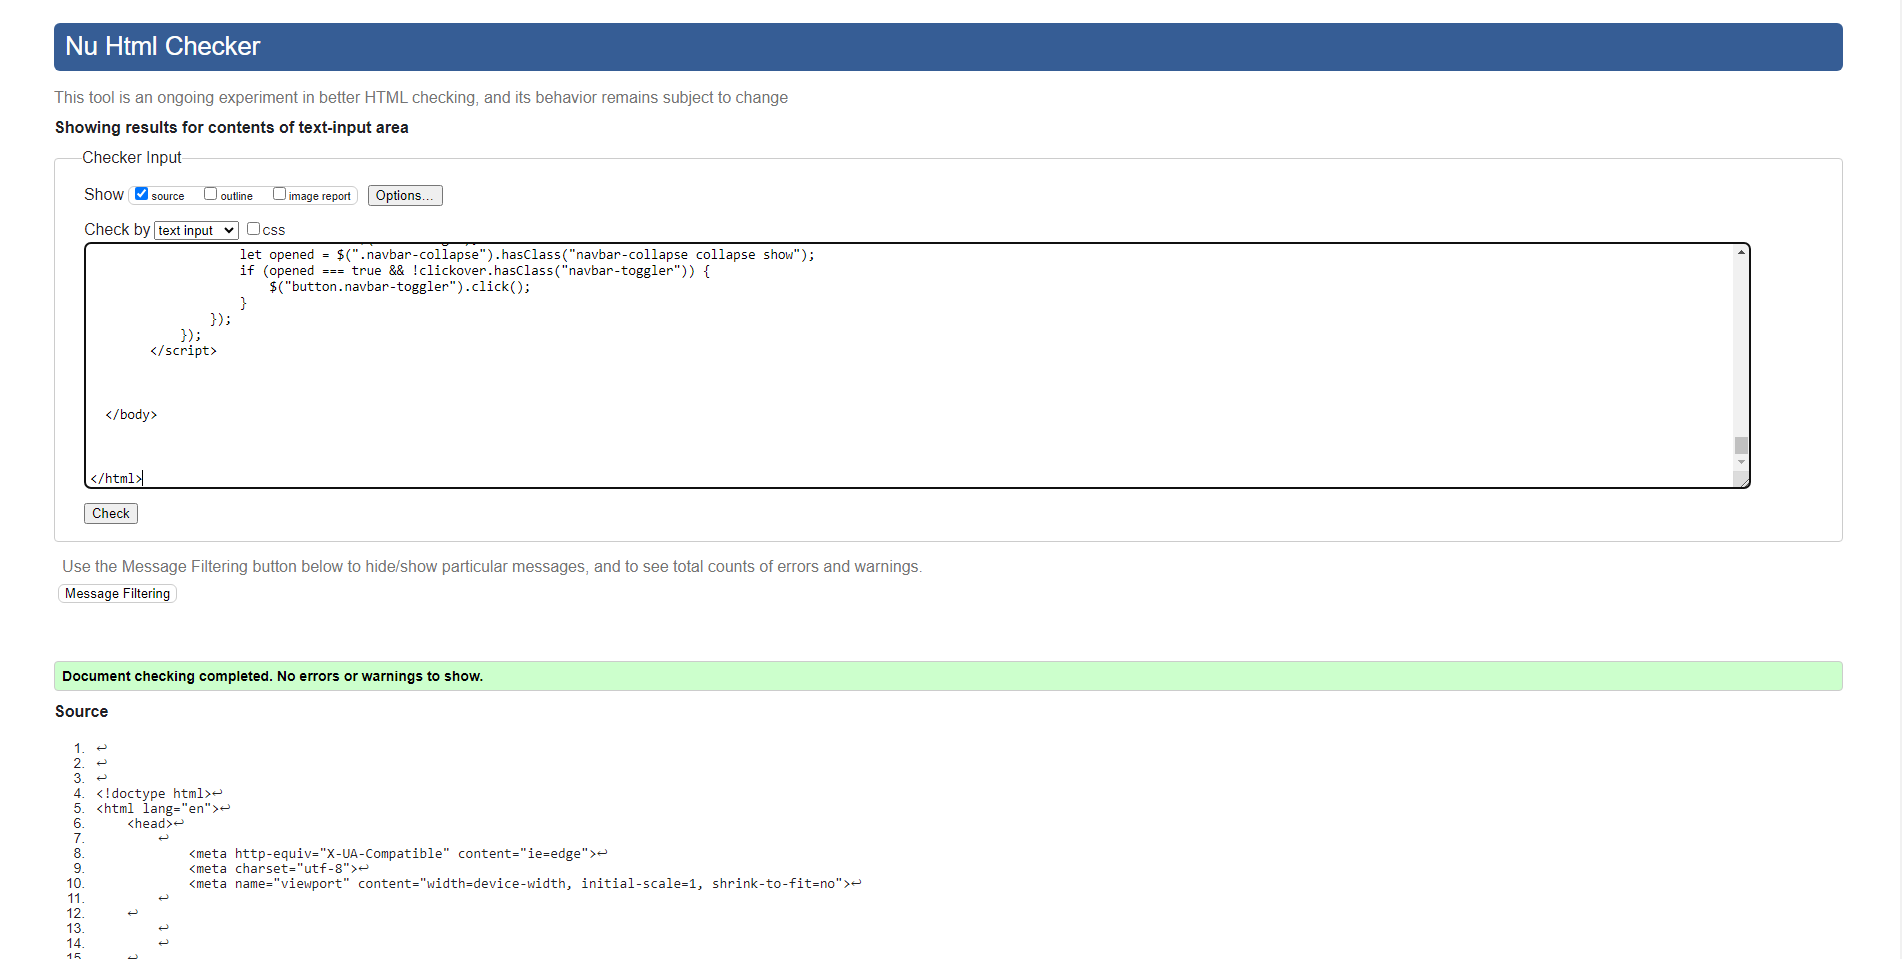 Nu Html Checker
This tool is an ongoing experiment in better HTML checking, and its behavior remains subject to change
Showing results for contents of text-input area
Checker Input
Show source outline image report Options...
Check by text input css
let opened = $(".navbar-collapse").hasClass("navbar-collapse collapse show");
if (opened === true && !clickover.hasClass("navbar-toggler")) {
$("button.navbar-toggler").click();
}
});
});
</script>
</body>
</html>
Check
Use the Message Filtering button below to hide/show particular messages, and to see total counts of errors and warnings.
Message Filtering
Document checking completed. No errors or warnings to show.
Source
1. ↩
2. ↩
3. ↩
4. <!doctype html>↩
5. <html lang="en">↩
6. <head>↩
7. ↩
8. <meta http-equiv="X-UA-Compatible" content="ie=edge">↩
9. <meta charset="utf-8">↩
10. <meta name="viewport" content="width=device-width, initial-scale=1, shrink-to-fit=no">↩
11. ↩
12. ↩
13. ↩
14. ↩
15. ↩